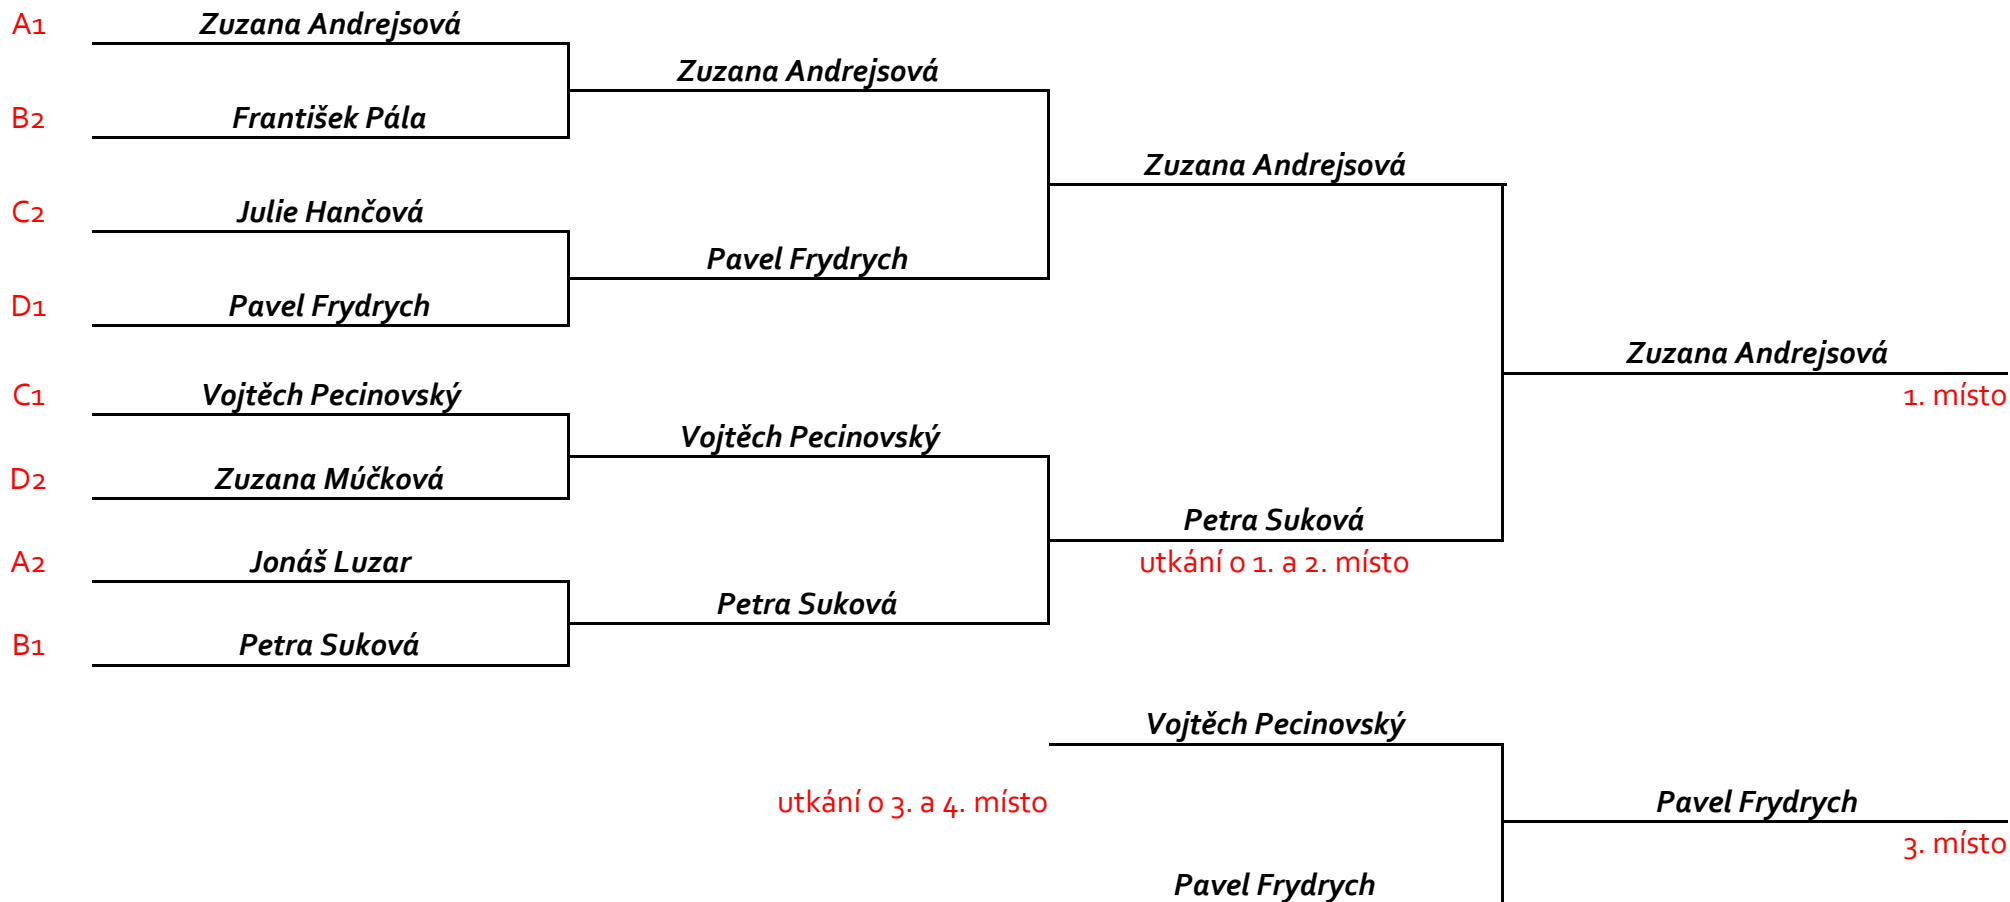 A1
Zuzana Andrejsová
Zuzana Andrejsová
B2
František Pála
Zuzana Andrejsová
C2
Julie Hančová
Pavel Frydrych
D1
Pavel Frydrych
Zuzana Andrejsová
1. místo
C1
Vojtěch Pecinovský
Vojtěch Pecinovský
D2
Zuzana Múčková
Petra Suková
utkání o 1. a 2. místo
A2
Jonáš Luzar
Petra Suková
B1
Petra Suková
Vojtěch Pecinovský
utkání o 3. a 4. místo
Pavel Frydrych
3. místo
Pavel Frydrych